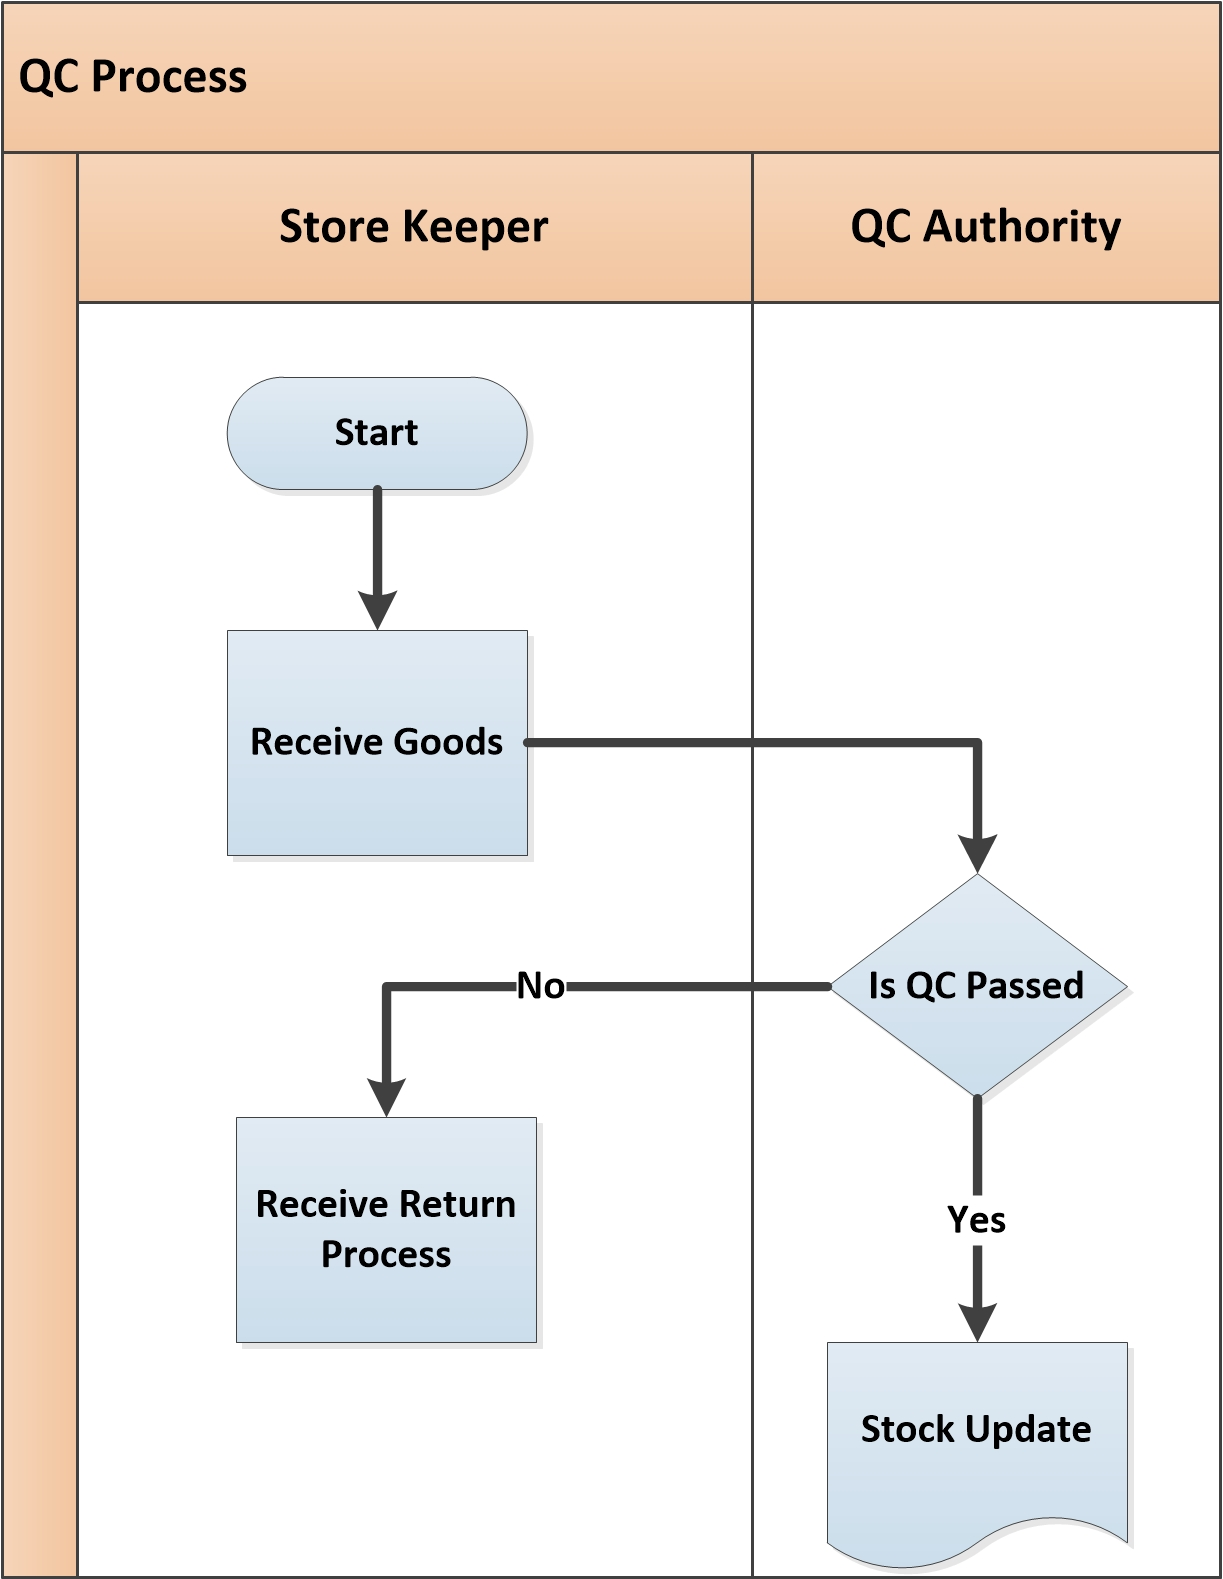 QC Process
Store Keeper
QC Authority
Start
Receive Goods
Is QC Passed
No
Receive Return
Process
Yes
Stock Update